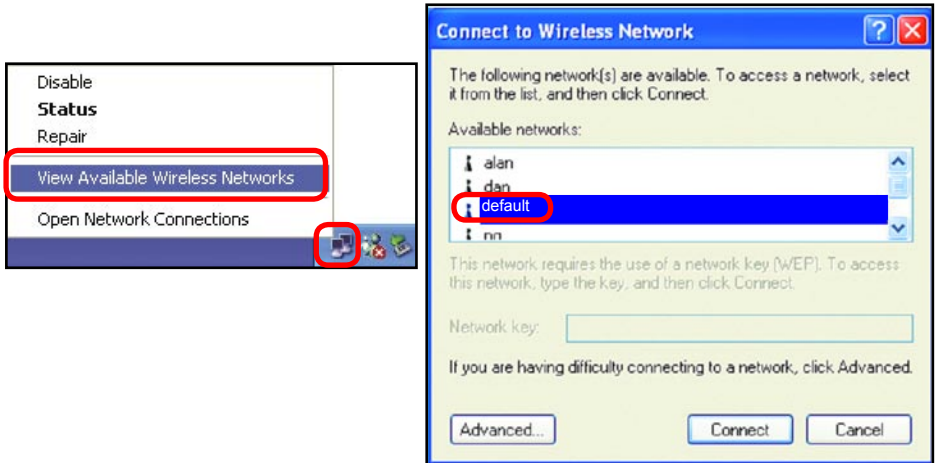 Disable
Status
Repair
View Available Wireless Networks
Open Network Connections
Connect to Wireless Network
The following network(s) are available. To access a network, select
it from the list, and then click Connect.
Available networks:
alan
dan
default
This network requires the use of a network key (WEP). To access
this network, type the key, and then click Connect.
Network key:
If you are having difficulty connecting to a network, click Advanced.
Advanced...
Connect
Cancel